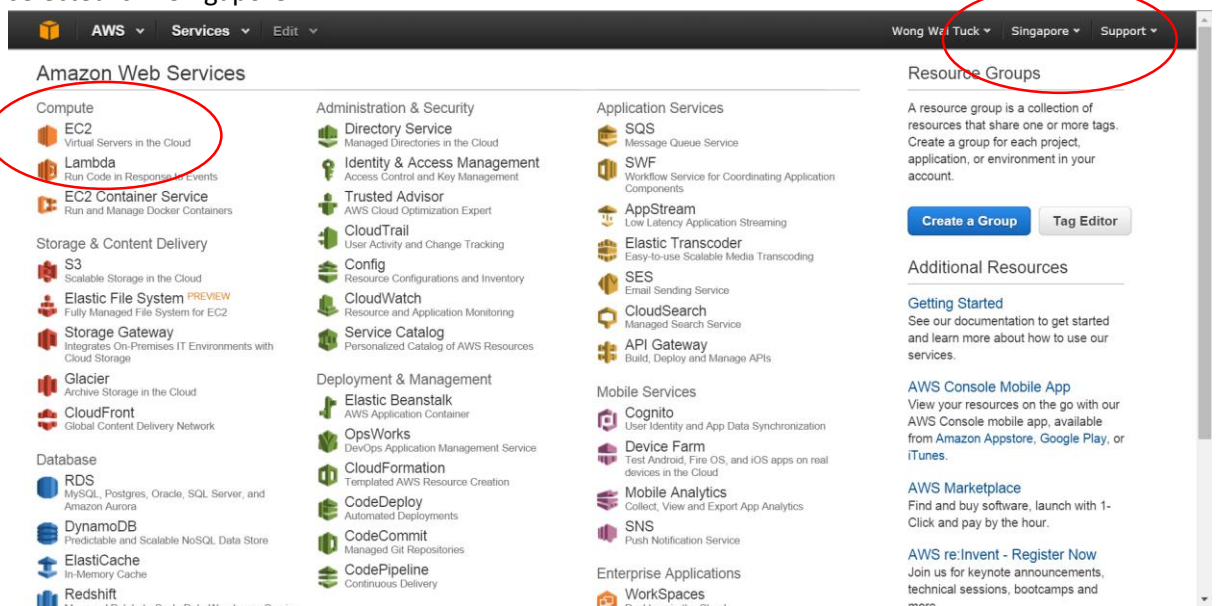 AWS Services Edit Wong Wai Tuck Singapore Support
Amazon Web Services
Compute
EC2
Virtual Servers in the Cloud
Lambda
Run Code in Response to Events
EC2 Container Service
Run and Manage Docker Containers
Storage & Content Delivery
S3
Scalable Storage in the Cloud
Elastic File System PREVIEW
Fully Managed File System for EC2
Storage Gateway
Integrates On-Premises IT Environments with
Cloud Storage
Glacier
Archive Storage in the Cloud
CloudFront
Global Content Delivery Network
Database
RDS
MySQL, Postgres, Oracle, SQL Server, and
Amazon Aurora
DynamoDB
Predictable and Scalable NoSQL Data Store
ElastiCache
In-Memory Cache
Redshift
Administration & Security
Directory Service
Managed Directories in the Cloud
Identity & Access Management
Access Control and Key Management
Trusted Advisor
AWS Cloud Optimization Expert
CloudTrail
User Activity and Change Tracking
Config
Resource Configurations and Inventory
CloudWatch
Resource and Application Monitoring
Service Catalog
Personalized Catalog of AWS Resources
Deployment & Management
Elastic Beanstalk
AWS Application Container
OpsWorks
DevOps Application Management Service
CloudFormation
Templated AWS Resource Creation
CodeDeploy
Automated Deployments
CodeCommit
Managed Git Repositories
CodePipeline
Continuous Delivery
Application Services
SQS
Message Queue Service
SWF
Workflow Service for Coordinating Application
Components
AppStream
Low Latency Application Streaming
Elastic Transcoder
Easy-to-use Scalable Media Transcoding
SES
Email Sending Service
CloudSearch
Managed Search Service
API Gateway
Build, Deploy and Manage APIs
Mobile Services
Cognito
User Identity and App Data Synchronization
Device Farm
Test Android, Fire OS, and iOS apps on real
devices in the Cloud
Mobile Analytics
Collect, View and Export App Analytics
SNS
Push Notification Service
Enterprise Applications
WorkSpaces
Resource Groups
A resource group is a collection of
resources that share one or more tags.
Create a group for each project,
application, or environment in your
account.
Create a Group Tag Editor
Additional Resources
Getting Started
See our documentation to get started
and learn more about how to use our
services.
AWS Console Mobile App
View your resources on the go with our
AWS Console mobile app, available
from Amazon Appstore, Google Play, or
iTunes.
AWS Marketplace
Find and buy software, launch with 1-
Click and pay by the hour.
AWS re:Invent - Register Now
Join us for keynote announcements,
technical sessions, bootcamps and